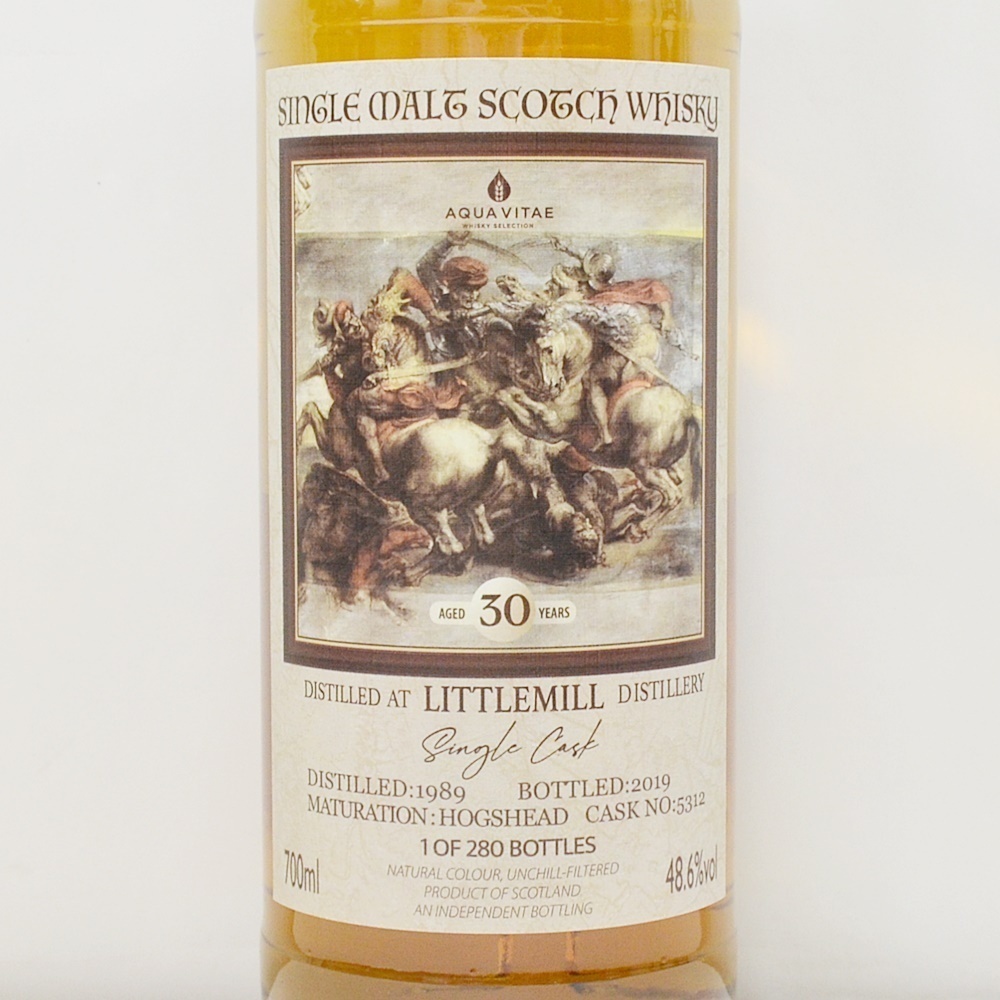 SINGLE MALT SCOTCH WHISKY
AQUA VITAE
WHISKY SELECTION
AGED 30 YEARS
DISTILLED AT LITTLEMILL DISTILLERY
Single Cask
DISTILLED:1989 BOTTLED:2019
MATURATION:HOGSHEAD CASK NO:5312
1 OF 280 BOTTLES
700ml
NATURAL COLOUR, UNCHILL-FILTERED
48.6%vol
PRODUCT OF SCOTLAND
AN INDEPENDENT BOTTLING